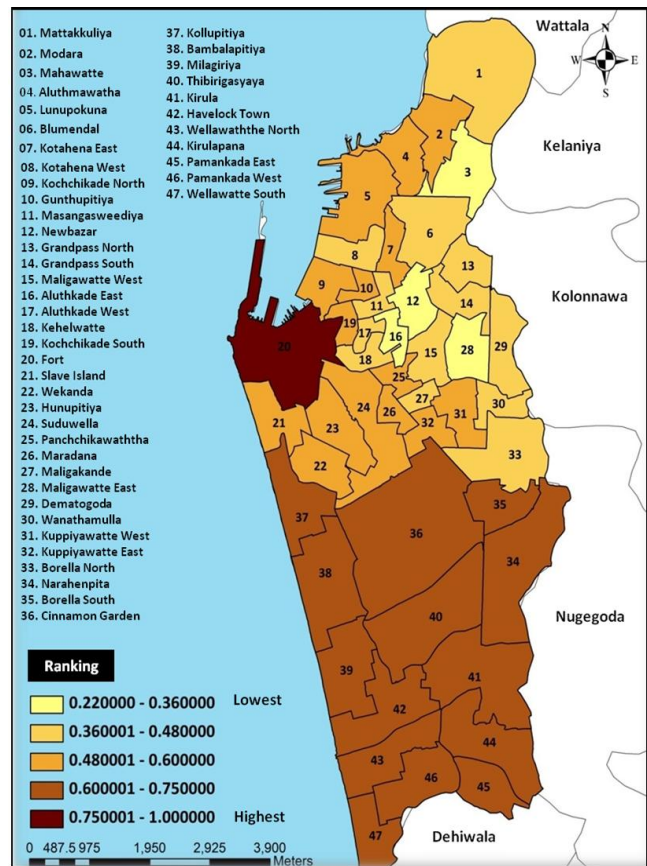 01. Mattakkuliya
02. Modara
03. Mahawatte
04. Aluthmawatha
05. Lunupokuna
06. Blumendal
07. Kotahena East
08. Kotahena West
09. Kochchikade North
10. Gunthupitiya
11. Masangasweediya
12. Newbazar
13. Grandpass North
14. Grandpass South
15. Maligawatte West
16. Aluthkade East
17. Aluthkade West
18. Kehelwatte
19. Kochchikade South
20. Fort
21. Slave Island
22. Wekanda
23. Hunupitiya
24. Suduwella
25. Panchchikawaththa
26. Maradana
27. Maligakande
28. Maligawatte East
29. Dematogoda
30. Wanathamulla
31. Kuppiyawatte West
32. Kuppiyawatte East
33. Borella North
34. Narahenpita
35. Borella South
36. Cinnamon Garden
37. Kollupitiya
38. Bambalapitiya
39. Milagiriya
40. Thibirigasyaya
41. Kirula
42. Havelock Town
43. Wellawaththe North
44. Kirulapana
45. Pamankada East
46. Pamankada West
47. Wellawatte South
Wattala
N
W E
S
Kelaniya
Kolonnawa
Nugegoda
Dehiwala
1
2
3
4
5
6
7
8
13
9
10
12
14
11
19
17
16
20
18
15
28
29
25
27
30
24
26
21
23
32
31
33
22
35
37
36
34
38
40
39
41
42
44
43
46
45
47
Ranking
0.220000 - 0.360000 Lowest
0.360001 - 0.480000
0.480001 - 0.600000
0.600001 - 0.750000
0.750001 - 1.000000 Highest
0 487.5 975 1,950 2,925 3,900
Meters